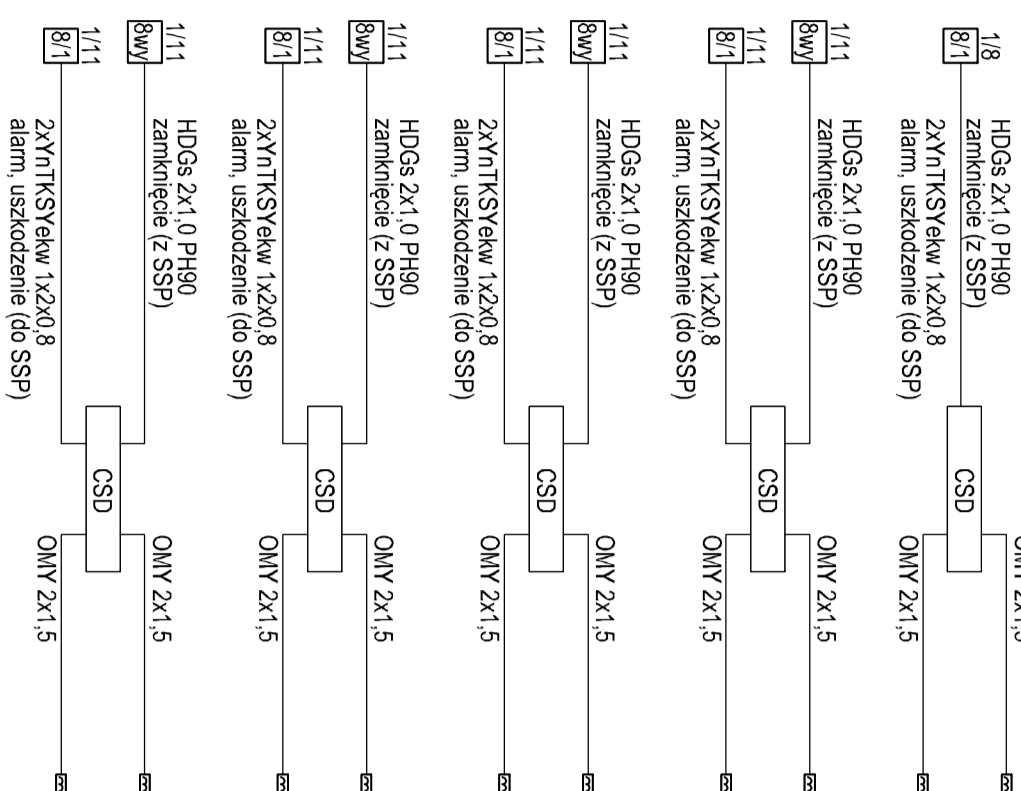 1/8
8/1
HDGs 2x1,0 PH90
zamknięcie (z SSP)
2xYnTKSYekw 1x2x0,8
alarm, uszkodzenie (do SSP)
CSD
OMY 2x1,5
OMY 2x1,5
1/11
8wy
HDGs 2x1,0 PH90
zamknięcie (z SSP)
1/11
8/1
2xYnTKSYekw 1x2x0,8
alarm, uszkodzenie (do SSP)
CSD
OMY 2x1,5
OMY 2x1,5
1/11
8wy
HDGs 2x1,0 PH90
zamknięcie (z SSP)
1/11
8/1
2xYnTKSYekw 1x2x0,8
alarm, uszkodzenie (do SSP)
CSD
OMY 2x1,5
OMY 2x1,5
1/11
8wy
HDGs 2x1,0 PH90
zamknięcie (z SSP)
1/11
8/1
2xYnTKSYekw 1x2x0,8
alarm, uszkodzenie (do SSP)
CSD
OMY 2x1,5
OMY 2x1,5
1/11
8wy
HDGs 2x1,0 PH90
zamknięcie (z SSP)
1/11
8/1
2xYnTKSYekw 1x2x0,8
alarm, uszkodzenie (do SSP)
CSD
OMY 2x1,5
OMY 2x1,5